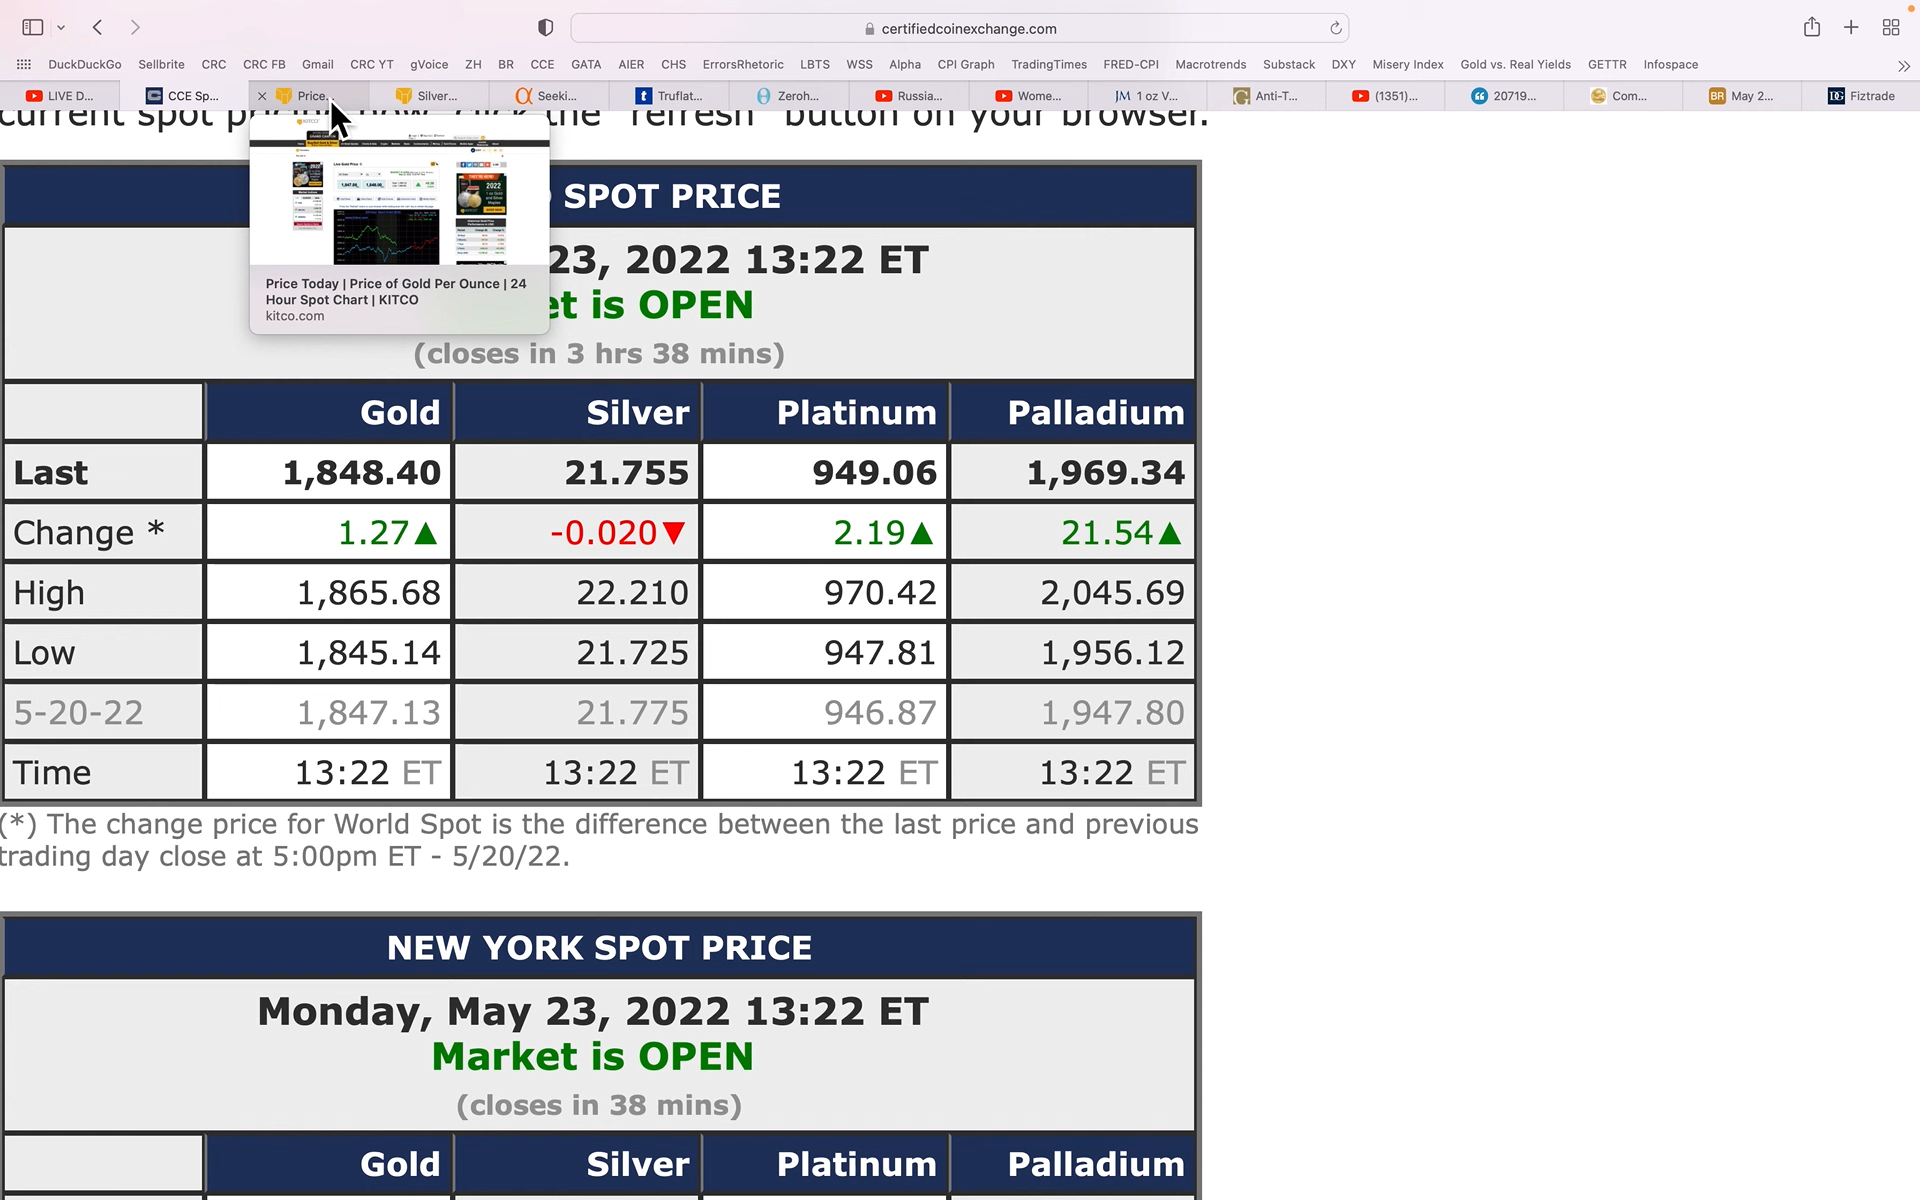 certifiedcoinexchange.com
DuckDuckGo Sellbrite CRC CRC FB Gmail CRC YT gVoice ZH BR CCE GATA AIER CHS ErrorsRhetoric LBTS WSS Alpha CPI Graph TradingTimes FRED-CPI Macrotrends Substack DXY Misery Index Gold vs. Real Yields GETTR Infospace
LIVE D... CCE Sp... Price... Silver... Seeki... Truflat... Zeroh... Russia... Wome... JM 1 oz V... Anti-T... (1351)... 20719... Com... BR May 2... DG Fiztrade
button on your browser.
SPOT PRICE
23, 2022 13:22 ET
Price Today | Price of Gold Per Ounce | 24
Hour Spot Chart | KITCO
kitco.com
is OPEN
(closes in 3 hrs 38 mins)
Gold Silver Platinum Palladium
Last 1,848.40 21.755 949.06 1,969.34
Change * 1.27▲ -0.020▼ 2.19▲ 21.54▲
High 1,865.68 22.210 970.42 2,045.69
Low 1,845.14 21.725 947.81 1,956.12
5-20-22 1,847.13 21.775 946.87 1,947.80
Time 13:22 ET 13:22 ET 13:22 ET 13:22 ET
(*) The change price for World Spot is the difference between the last price and previous
trading day close at 5:00pm ET - 5/20/22.
NEW YORK SPOT PRICE
Monday, May 23, 2022 13:22 ET
Market is OPEN
(closes in 38 mins)
Gold Silver Platinum Palladium